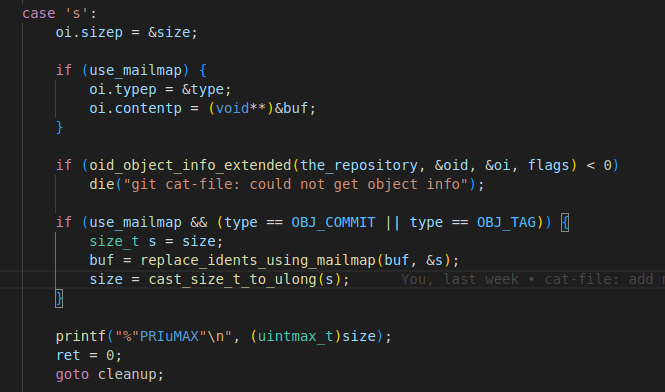 case 's':
oi.sizep = &size;
if (use_mailmap) {
oi.typep = &type;
oi.contentp = (void**)&buf;
}
if (oid_object_info_extended(the_repository, &oid, &oi, flags) < 0)
die("git cat-file: could not get object info");
if (use_mailmap && (type == OBJ_COMMIT || type == OBJ_TAG)) {
size_t s = size;
buf = replace_idents_using_mailmap(buf, &s);
size = cast_size_t_to_ulong(s); You, last week • cat-file: add
}
printf("%"PRIuMAX"\n", (uintmax_t)size);
ret = 0;
goto cleanup;